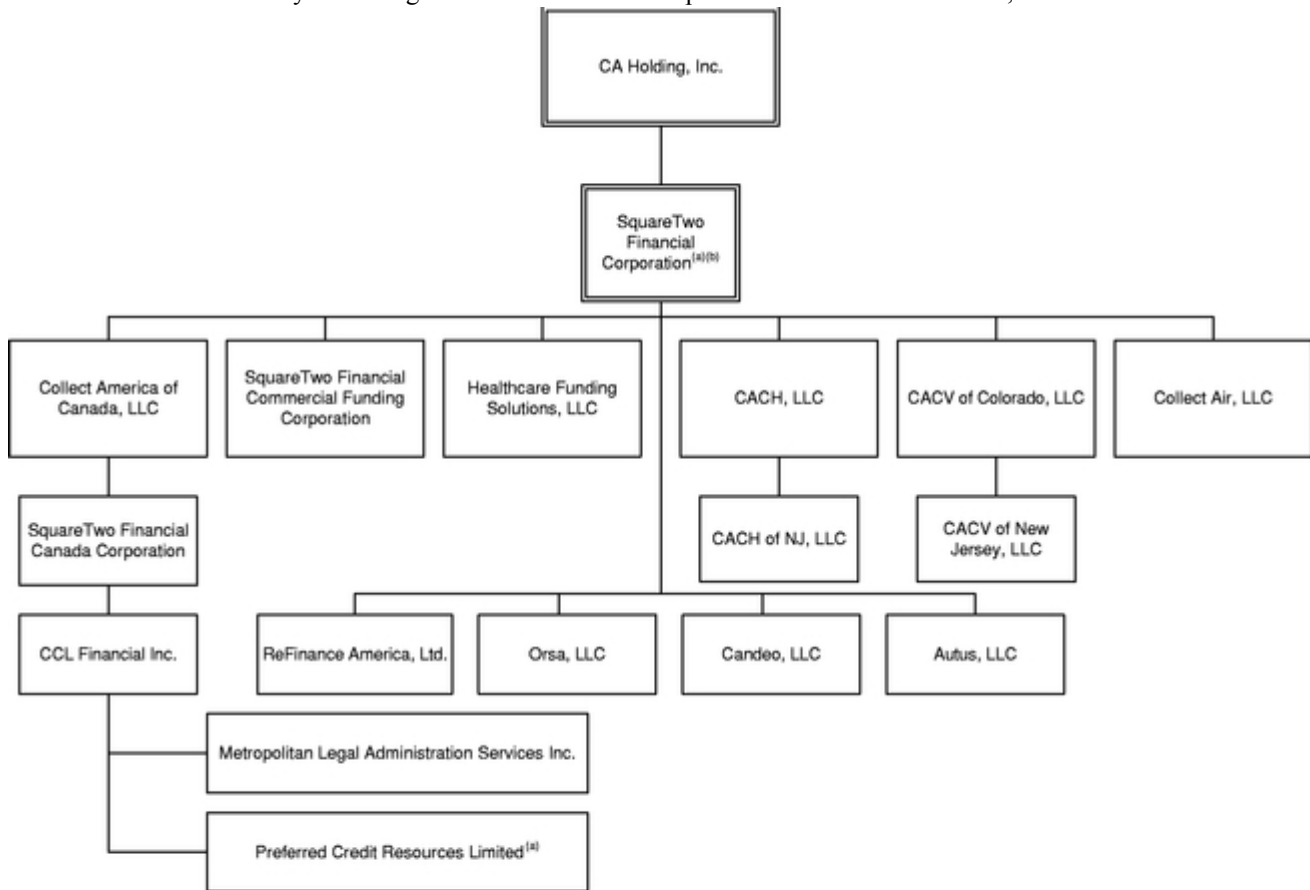 CA Holding, Inc.
SquareTwo
Financial
Corporation(a)(b)
Collect America of
Canada, LLC
SquareTwo Financial
Commercial Funding
Corporation
Healthcare Funding
Solutions, LLC
CACH, LLC
CACV of Colorado, LLC
Collect Air, LLC
SquareTwo Financial
Canada Corporation
CACH of NJ, LLC
CACV of New
Jersey, LLC
CCL Financial Inc.
ReFinance America, Ltd.
Orsa, LLC
Candeo, LLC
Autus, LLC
Metropolitan Legal Administration Services Inc.
Preferred Credit Resources Limited(a)